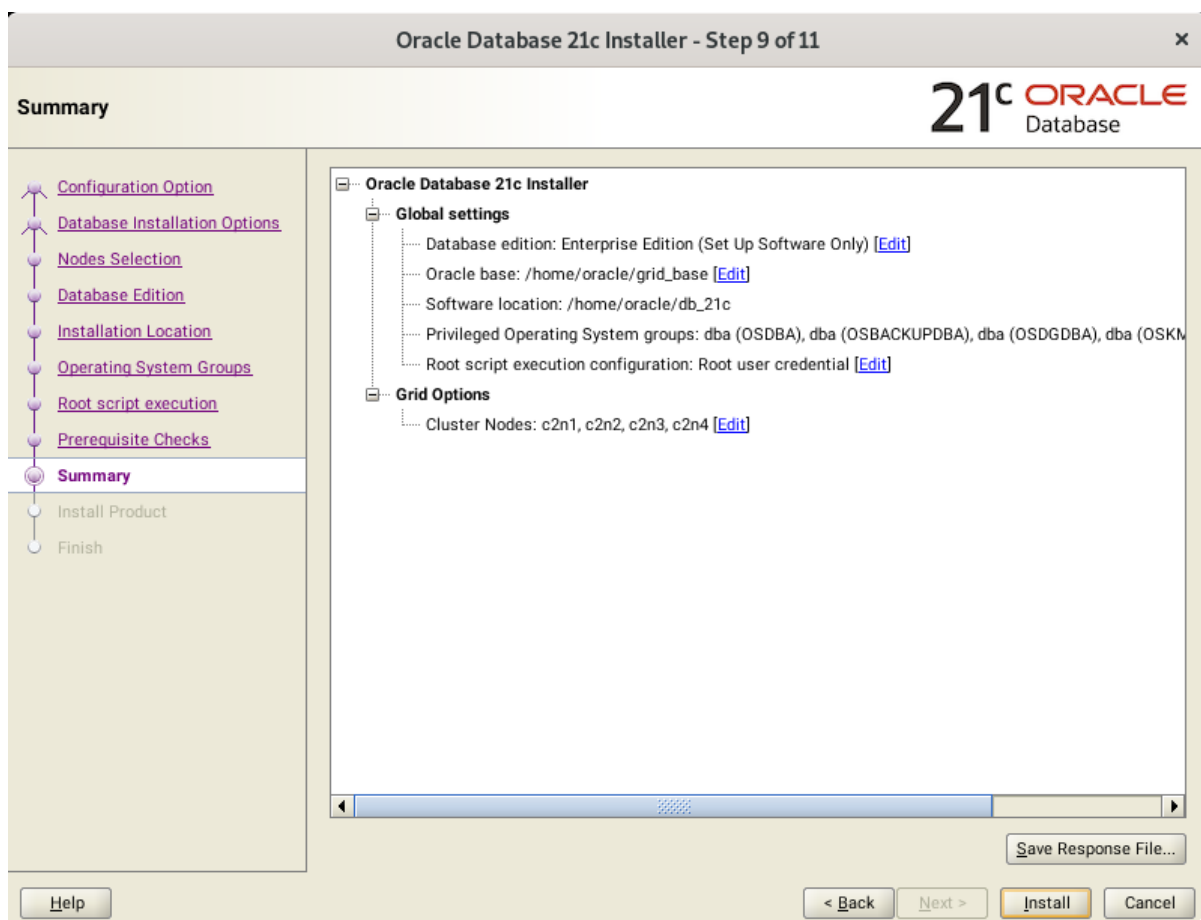 Oracle Database 21c Installer - Step 9 of 11
Summary
21c ORACLE
Database
Configuration Option
Database Installation Options
Nodes Selection
Database Edition
Installation Location
Operating System Groups
Root script execution
Prerequisite Checks
Summary
Install Product
Finish
Oracle Database 21c Installer
Global settings
Database edition: Enterprise Edition (Set Up Software Only) [Edit]
Oracle base: /home/oracle/grid_base [Edit]
Software location: /home/oracle/db_21c
Privileged Operating System groups: dba (OSDBA), dba (OSBACKUPDBA), dba (OSDGDBA), dba (OSKM
Root script execution configuration: Root user credential [Edit]
Grid Options
Cluster Nodes: c2n1, c2n2, c2n3, c2n4 [Edit]
Save Response File...
Help
< Back
Next >
Install
Cancel